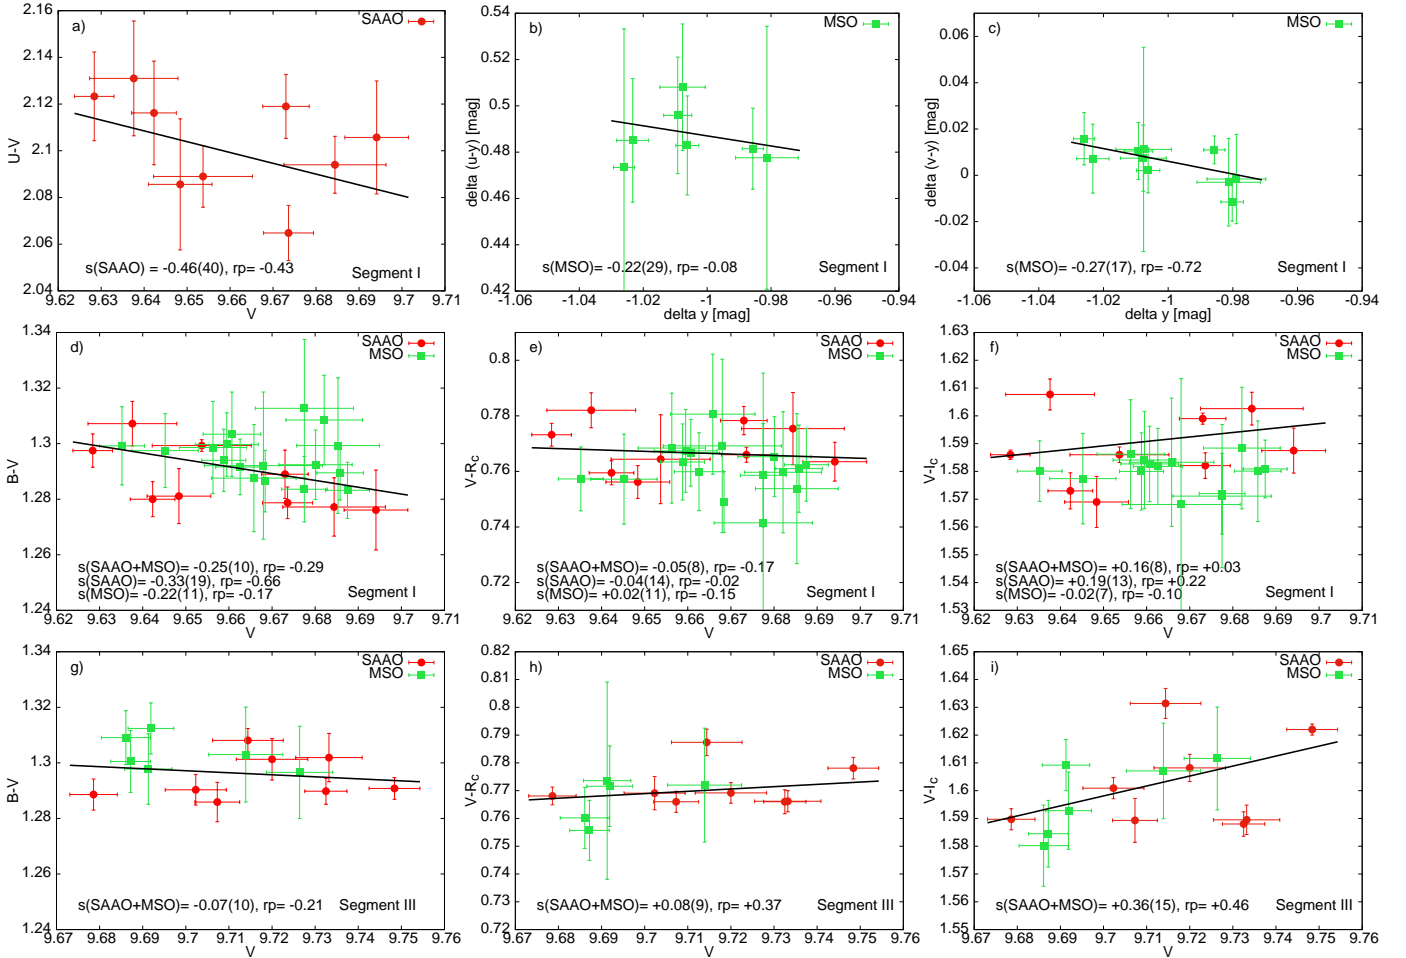 a)
SAAO
2.16
2.14
2.12
2.1
2.08
2.06
2.04
U-V
s(SAAO) = -0.46(40), rp= -0.43
Segment I
9.62 9.63 9.64 9.65 9.66 9.67 9.68 9.69 9.7 9.71
V
b)
MSO
0.54
0.52
0.5
0.48
0.46
0.44
0.42
delta (u-y) [mag]
s(MSO)= -0.22(29), rp= -0.08
Segment I
-1.06 -1.04 -1.02 -1 -0.98 -0.96 -0.94
delta y [mag]
c)
MSO
0.06
0.04
0.02
0
-0.02
-0.04
delta (v-y) [mag]
s(MSO)= -0.27(17), rp= -0.72
Segment I
-1.06 -1.04 -1.02 -1 -0.98 -0.96 -0.94
delta y [mag]
d)
SAAO
MSO
1.34
1.32
1.3
1.28
1.26
1.24
B-V
s(SAAO+MSO)= -0.25(10), rp= -0.29
s(SAAO)= -0.33(19), rp= -0.66
s(MSO)= -0.22(11), rp= -0.17
Segment I
9.62 9.63 9.64 9.65 9.66 9.67 9.68 9.69 9.7 9.71
V
e)
SAAO
MSO
0.8
0.78
0.76
0.74
0.72
V-Rc
s(SAAO+MSO)= -0.05(8), rp= -0.17
s(SAAO)= -0.04(14), rp= -0.02
s(MSO)= +0.02(11), rp= -0.15
Segment I
9.62 9.63 9.64 9.65 9.66 9.67 9.68 9.69 9.7 9.71
V
f)
SAAO
MSO
1.63
1.62
1.61
1.6
1.59
1.58
1.57
1.56
1.55
1.54
1.53
V-Ic
s(SAAO+MSO)= +0.16(8), rp= +0.03
s(SAAO)= +0.19(13), rp= +0.22
s(MSO)= -0.02(7), rp= -0.10
Segment I
9.62 9.63 9.64 9.65 9.66 9.67 9.68 9.69 9.7 9.71
V
g)
SAAO
MSO
1.34
1.32
1.3
1.28
1.26
1.24
B-V
s(SAAO+MSO)= -0.07(10), rp= -0.21
Segment III
9.67 9.68 9.69 9.7 9.71 9.72 9.73 9.74 9.75 9.76
V
h)
SAAO
MSO
0.82
0.81
0.8
0.79
0.78
0.77
0.76
0.75
0.74
0.73
0.72
V-Rc
s(SAAO+MSO)= +0.08(9), rp= +0.37
Segment III
9.67 9.68 9.69 9.7 9.71 9.72 9.73 9.74 9.75 9.76
V
i)
SAAO
MSO
1.65
1.64
1.63
1.62
1.61
1.6
1.59
1.58
1.57
1.56
1.55
V-Ic
s(SAAO+MSO)= +0.36(15), rp= +0.46
Segment III
9.67 9.68 9.69 9.7 9.71 9.72 9.73 9.74 9.75 9.76
V